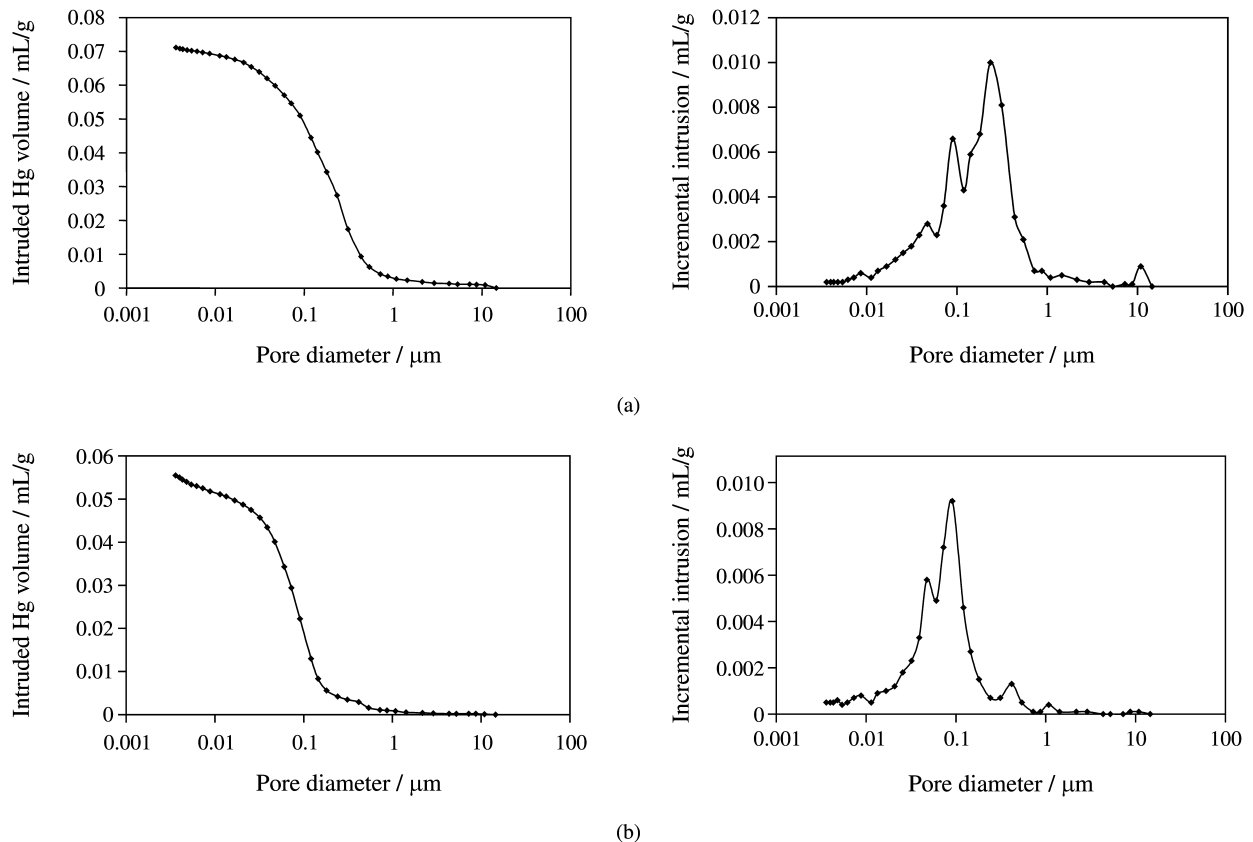 Intruded Hg volume / mL/g
0.08
0.07
0.06
0.05
0.04
0.03
0.02
0.01
0
0.001 0.01 0.1 1 10 100
Pore diameter / μm
Incremental intrusion / mL/g
0.012
0.010
0.008
0.006
0.004
0.002
0
0.001 0.01 0.1 1 10 100
Pore diameter / μm
(a)
Intruded Hg volume / mL/g
0.06
0.05
0.04
0.03
0.02
0.01
0
0.001 0.01 0.1 1 10 100
Pore diameter / μm
Incremental intrusion / mL/g
0.010
0.008
0.006
0.004
0.002
0
0.001 0.01 0.1 1 10 100
Pore diameter / μm
(b)